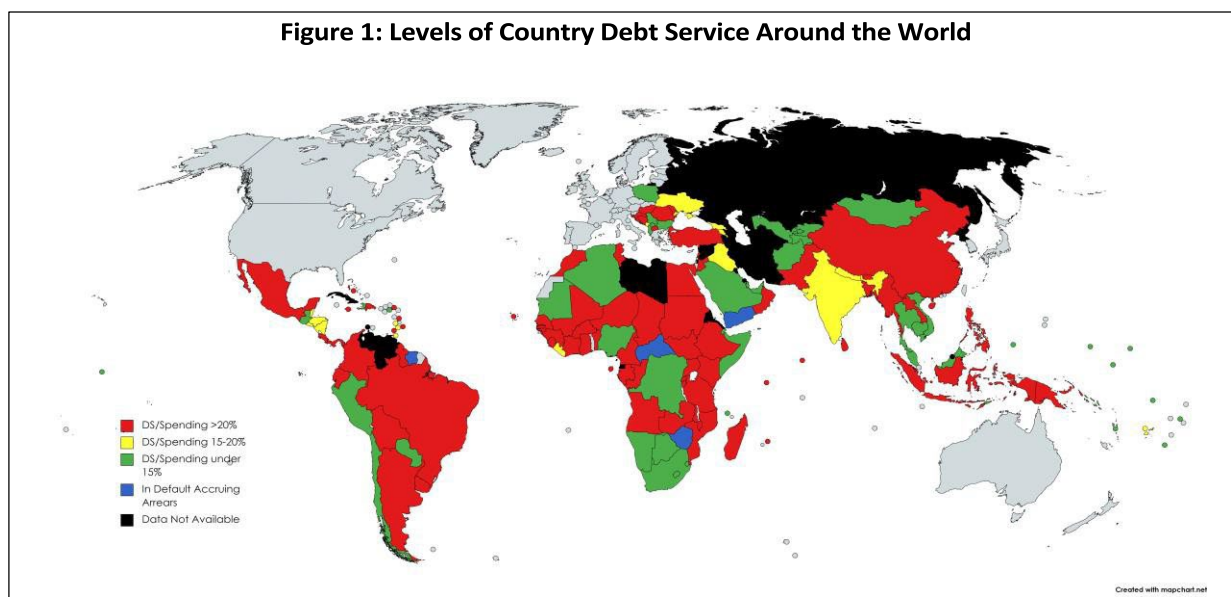 Figure 1: Levels of Country Debt Service Around the World
DS/Spending >20%
DS/Spending 15-20%
DS/Spending under
15%
In Default Accruing
Arrears
Data Not Available
Created with mapchart.net